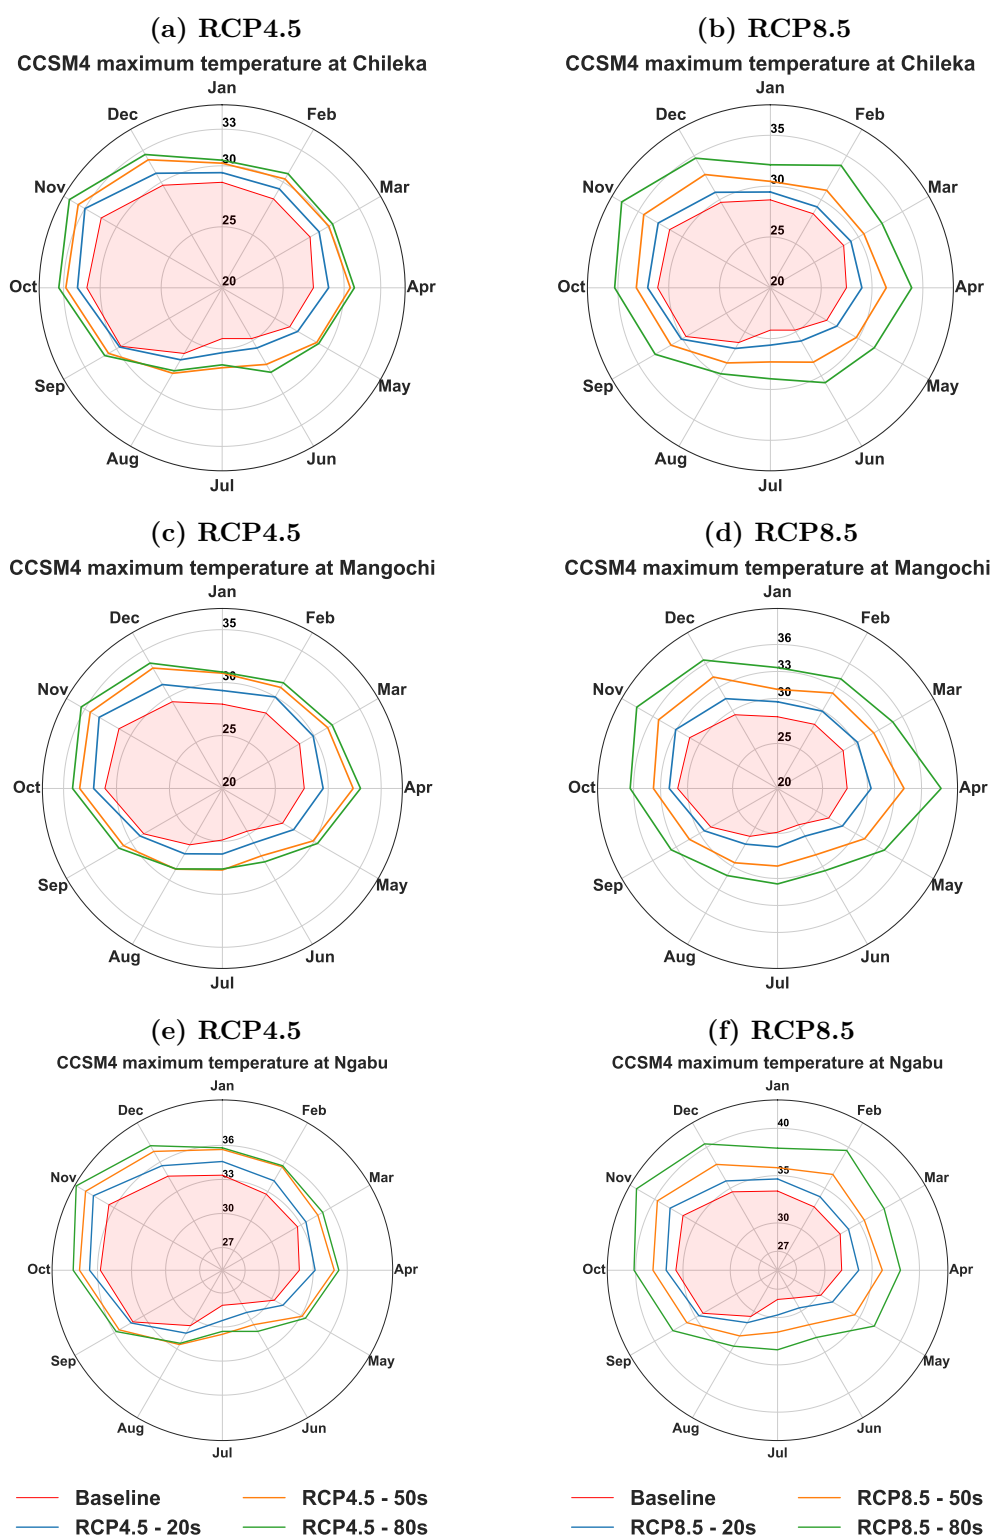 (a) RCP4.5
CCSM4 maximum temperature at Chileka
Jan
Feb
Mar
Apr
May
Jun
Jul
Aug
Sep
Oct
Nov
Dec
33
30
25
20
(b) RCP8.5
CCSM4 maximum temperature at Chileka
Jan
Feb
Mar
Apr
May
Jun
Jul
Aug
Sep
Oct
Nov
Dec
35
30
25
20
(c) RCP4.5
CCSM4 maximum temperature at Mangochi
Jan
Feb
Mar
Apr
May
Jun
Jul
Aug
Sep
Oct
Nov
Dec
35
30
25
20
(d) RCP8.5
CCSM4 maximum temperature at Mangochi
Jan
Feb
Mar
Apr
May
Jun
Jul
Aug
Sep
Oct
Nov
Dec
36
33
30
25
20
(e) RCP4.5
CCSM4 maximum temperature at Ngabu
Jan
Feb
Mar
Apr
May
Jun
Jul
Aug
Sep
Oct
Nov
Dec
36
33
30
27
(f) RCP8.5
CCSM4 maximum temperature at Ngabu
Jan
Feb
Mar
Apr
May
Jun
Jul
Aug
Sep
Oct
Nov
Dec
40
35
30
27
Baseline
RCP4.5 - 20s
RCP4.5 - 50s
RCP4.5 - 80s
Baseline
RCP8.5 - 20s
RCP8.5 - 50s
RCP8.5 - 80s